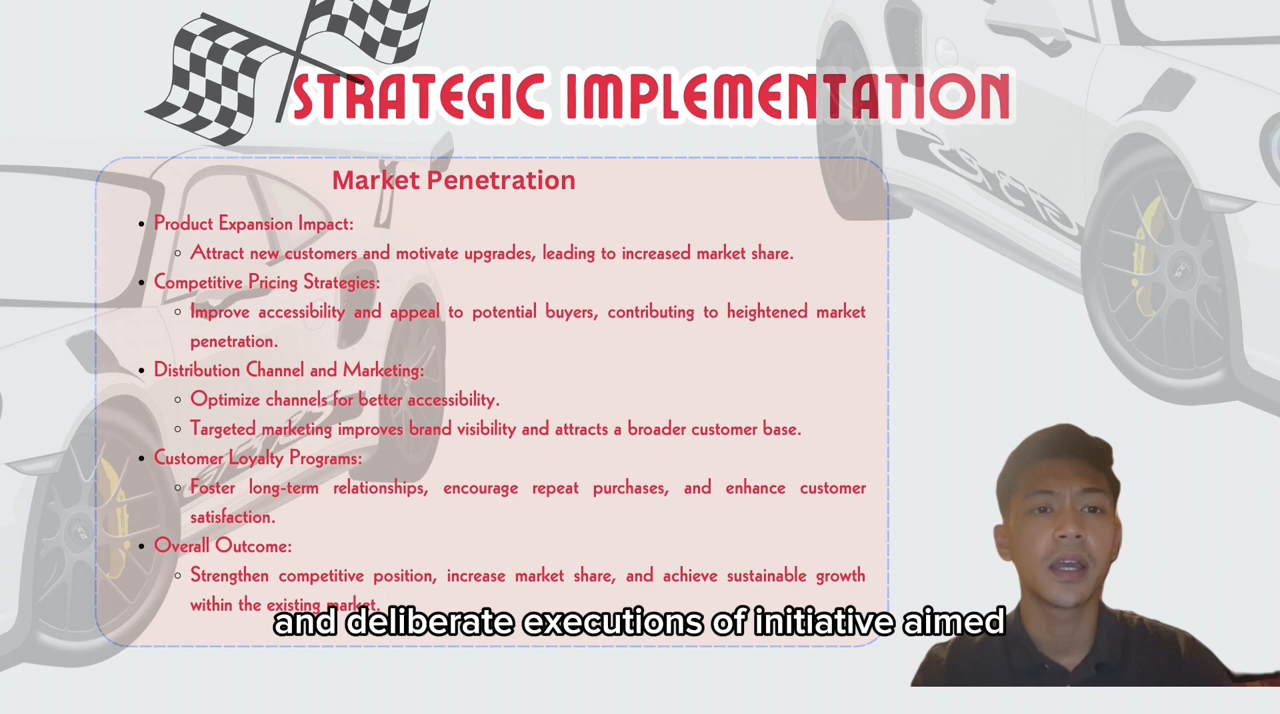 STRATEGIC IMPLEMENTATION
Market Penetration
• Product Expansion Impact:
○ Attract new customers and motivate upgrades, leading to increased market share.
• Competitive Pricing Strategies:
○ Improve accessibility and appeal to potential buyers, contributing to heightened market
penetration.
• Distribution Channel and Marketing:
○ Optimize channels for better accessibility.
○ Targeted marketing improves brand visibility and attracts a broader customer base.
• Customer Loyalty Programs:
○ Foster long-term relationships, encourage repeat purchases, and enhance customer
satisfaction.
• Overall Outcome:
○ Strengthen competitive position, increase market share, and achieve sustainable growth
within the existing market.
and deliberate executions of initiative aimed